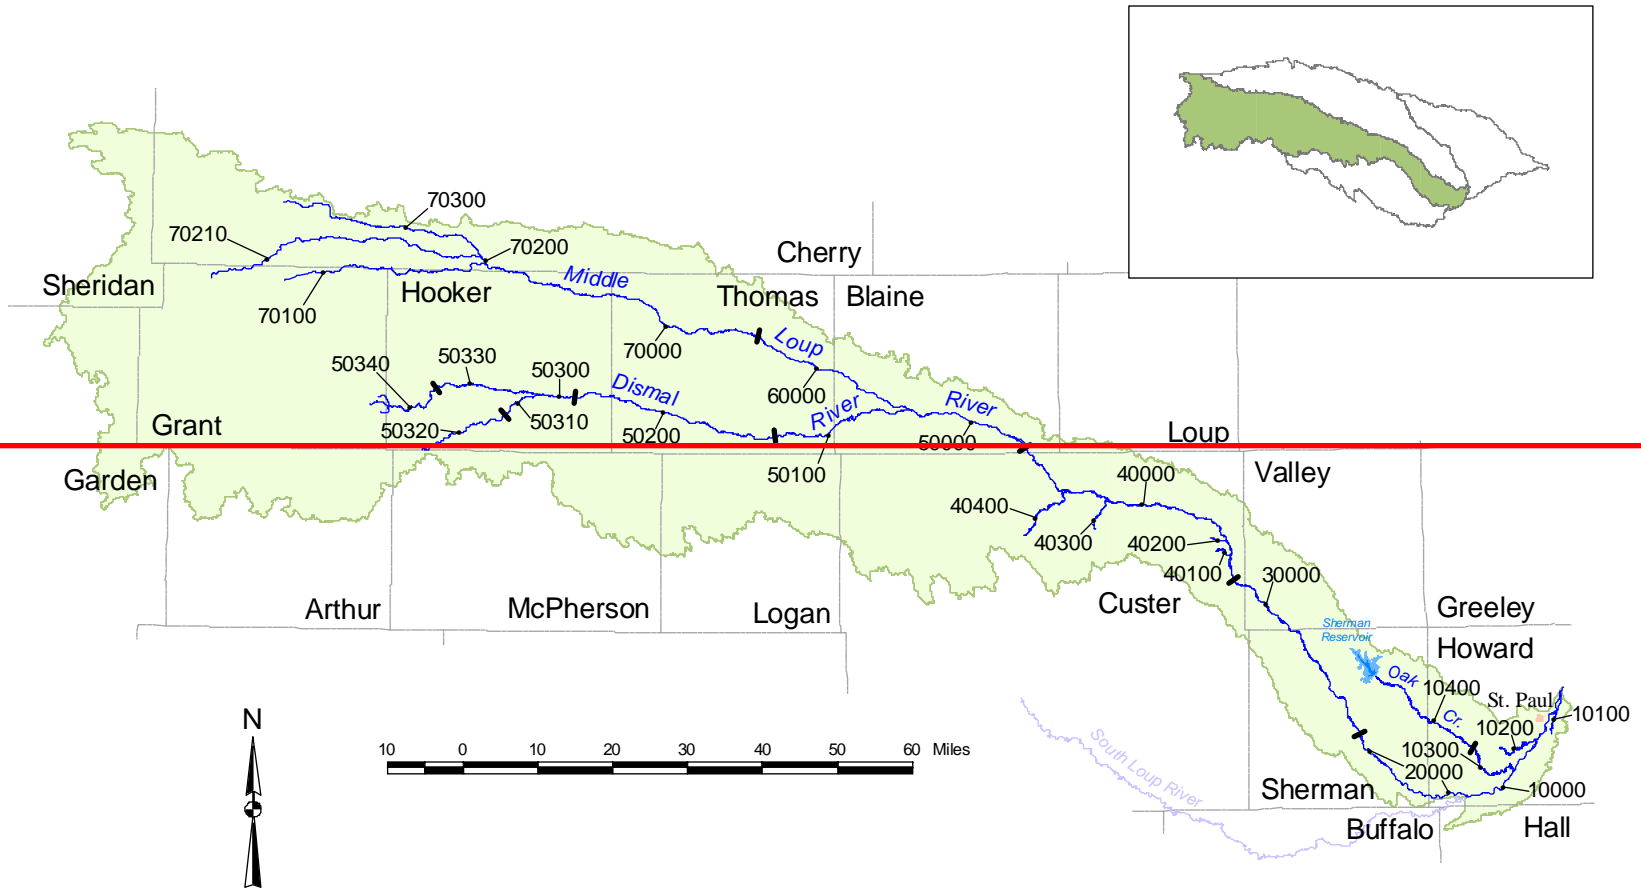 70300
70210
70200
Cherry
Sheridan
Middle
Hooker
Thomas
Blaine
70100
Loup
70000
50340
50330
50300
Dismal
60000
River
River
Grant
50320
50310
50200
50000
Loup
Garden
50100
40000
Valley
40400
40300
40200
40100
30000
Arthur
McPherson
Logan
Custer
Greeley
Sherman
Reservoir
Howard
Oak
10400
St. Paul
Cr.
10200
10100
N
10 0 10 20 30 40 50 60 Miles
South Loup River
10300
20000
Sherman
10000
Buffalo
Hall